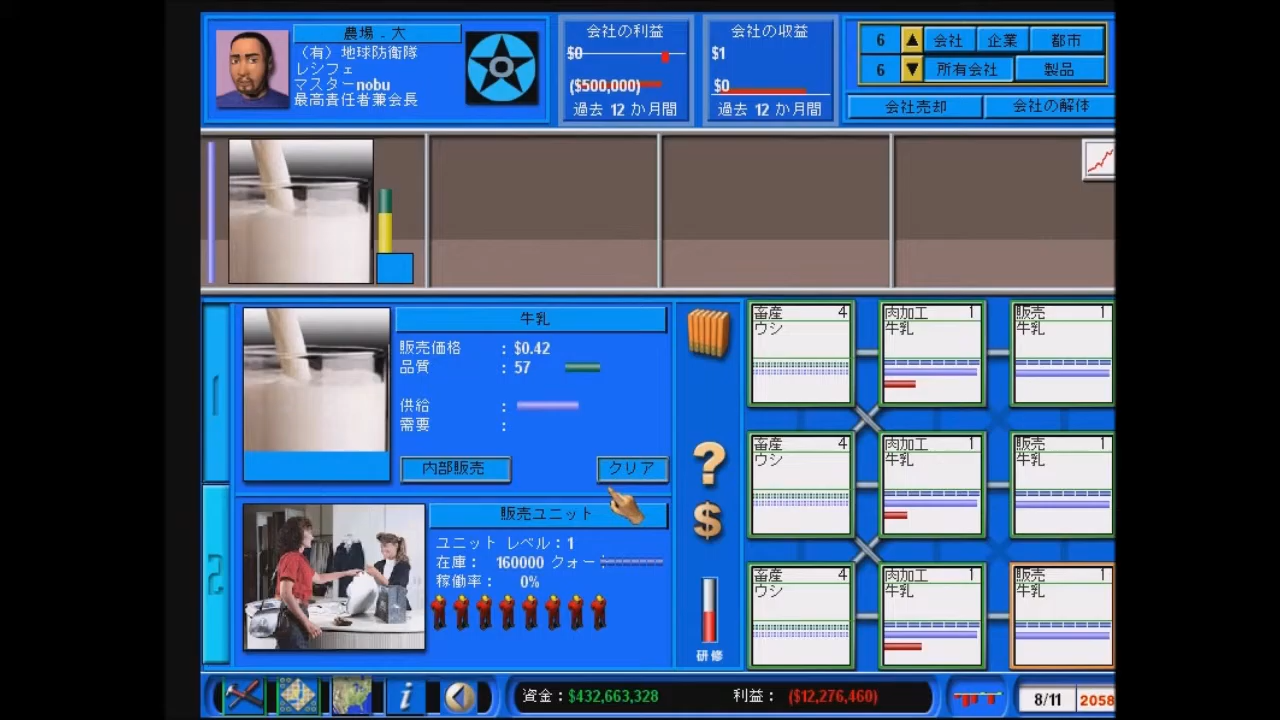 農場 - 大
(有) 地球防衛隊
レシフェ
マスターnobu
最高責任者兼会長
会社の利益
$0
($500,000)
過去 12 か月間
会社の収益
$1
$0
過去 12 か月間
6 会社 企業 都市
6 所有会社 製品
会社売却 会社の解体
1
牛乳
販売価格 : $0.42
品質 : 57
供給 :
需要 :
内部販売 クリア
2
販売ユニット
ユニット レベル : 1
在庫 : 160000 クォー :
稼働率 : 0%
?
$
研修
畜産 4
ウシ
肉加工 1
牛乳
販売 1
牛乳
畜産 4
ウシ
肉加工 1
牛乳
販売 1
牛乳
畜産 4
ウシ
肉加工 1
牛乳
販売 1
牛乳
i
資金 : $432,663,328 利益 : ($12,276,460)
8/11 2058